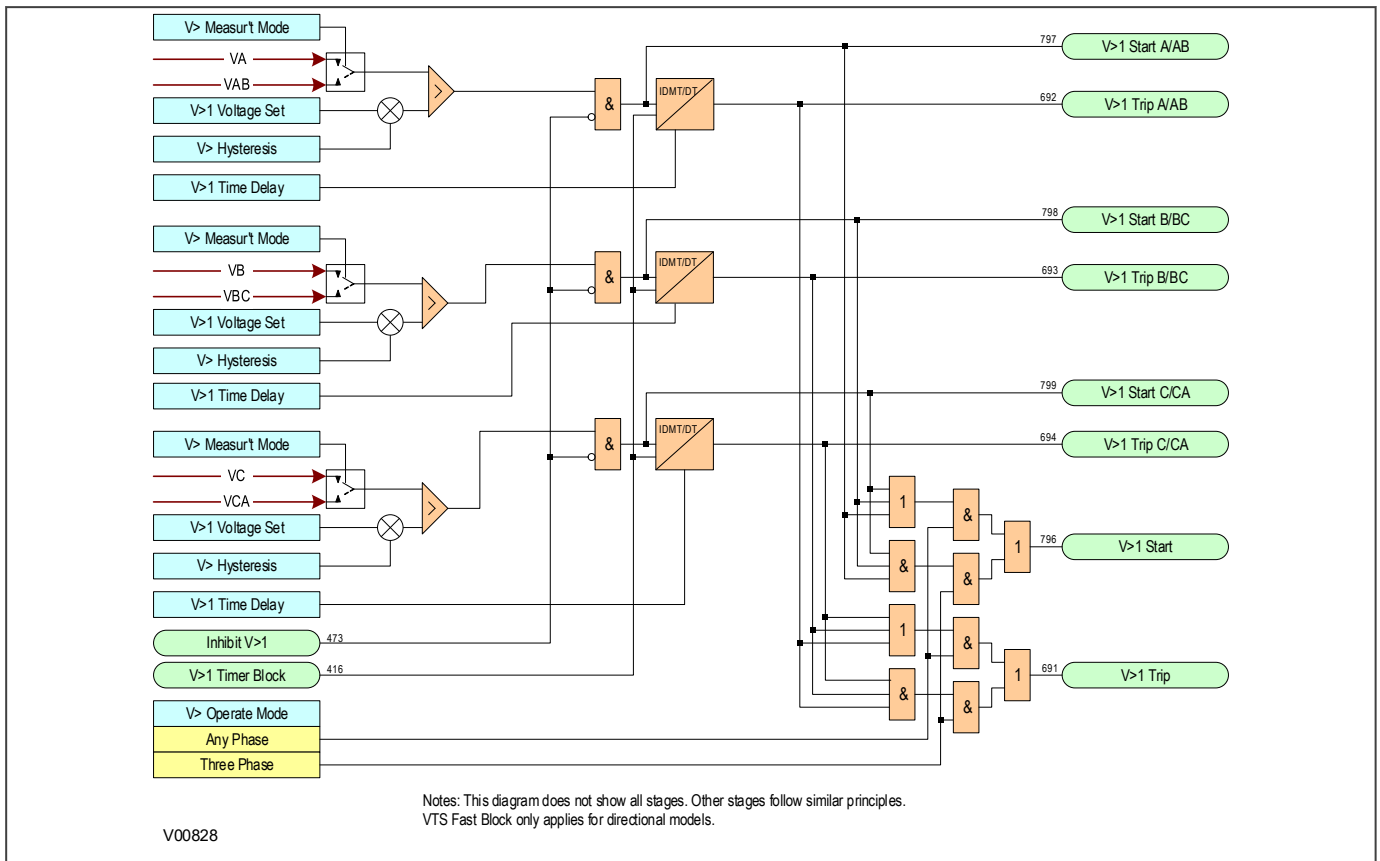 V> Measur't Mode
VA
VAB
V>1 Voltage Set
V> Hysteresis
V>1 Time Delay
>
&
IDMT/DT
797
V>1 Start A/AB
692
V>1 Trip A/AB
V> Measur't Mode
VB
VBC
V>1 Voltage Set
V> Hysteresis
V>1 Time Delay
>
&
IDMT/DT
798
V>1 Start B/BC
693
V>1 Trip B/BC
V> Measur't Mode
VC
VCA
V>1 Voltage Set
V> Hysteresis
V>1 Time Delay
>
&
IDMT/DT
799
V>1 Start C/CA
694
V>1 Trip C/CA
1
&
&
&
1
796
V>1 Start
1
&
&
&
1
691
V>1 Trip
Inhibit V>1
473
V>1 Timer Block
416
V> Operate Mode
Any Phase
Three Phase
Notes: This diagram does not show all stages. Other stages follow similar principles.
VTS Fast Block only applies for directional models.
V00828